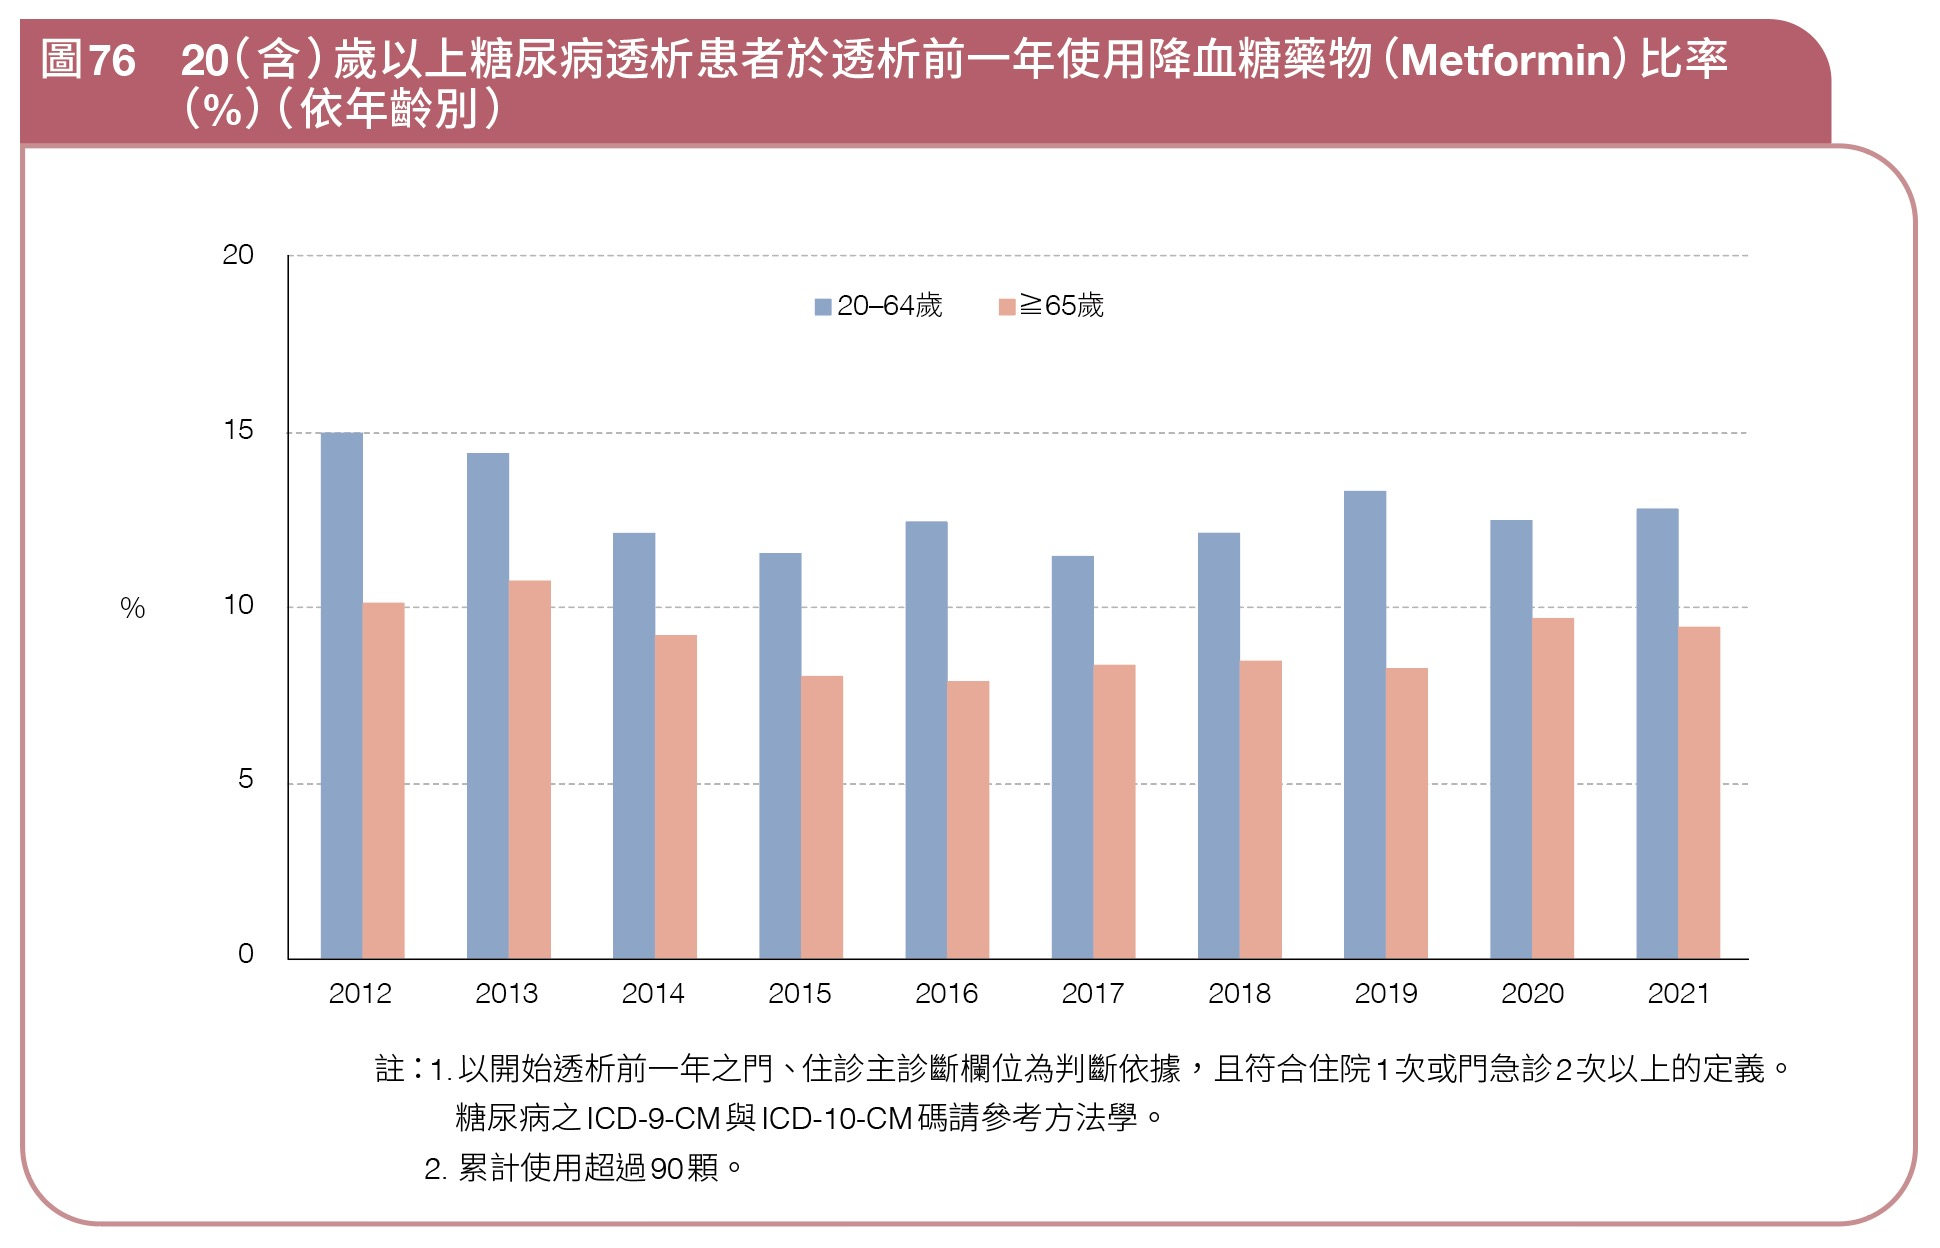 圖76 20(含)歲以上糖尿病透析患者於透析前一年使用降血糖藥物(Metformin)比率
(%)(依年齡別)
20
20–64歲 ≧65歲
15
%
10
5
0
2012 2013 2014 2015 2016 2017 2018 2019 2020 2021
註：1. 以開始透析前一年之門、住診主診斷欄位為判斷依據，且符合住院1次或門急診2次以上的定義。
糖尿病之ICD-9-CM與ICD-10-CM碼請參考方法學。
2. 累計使用超過90顆。